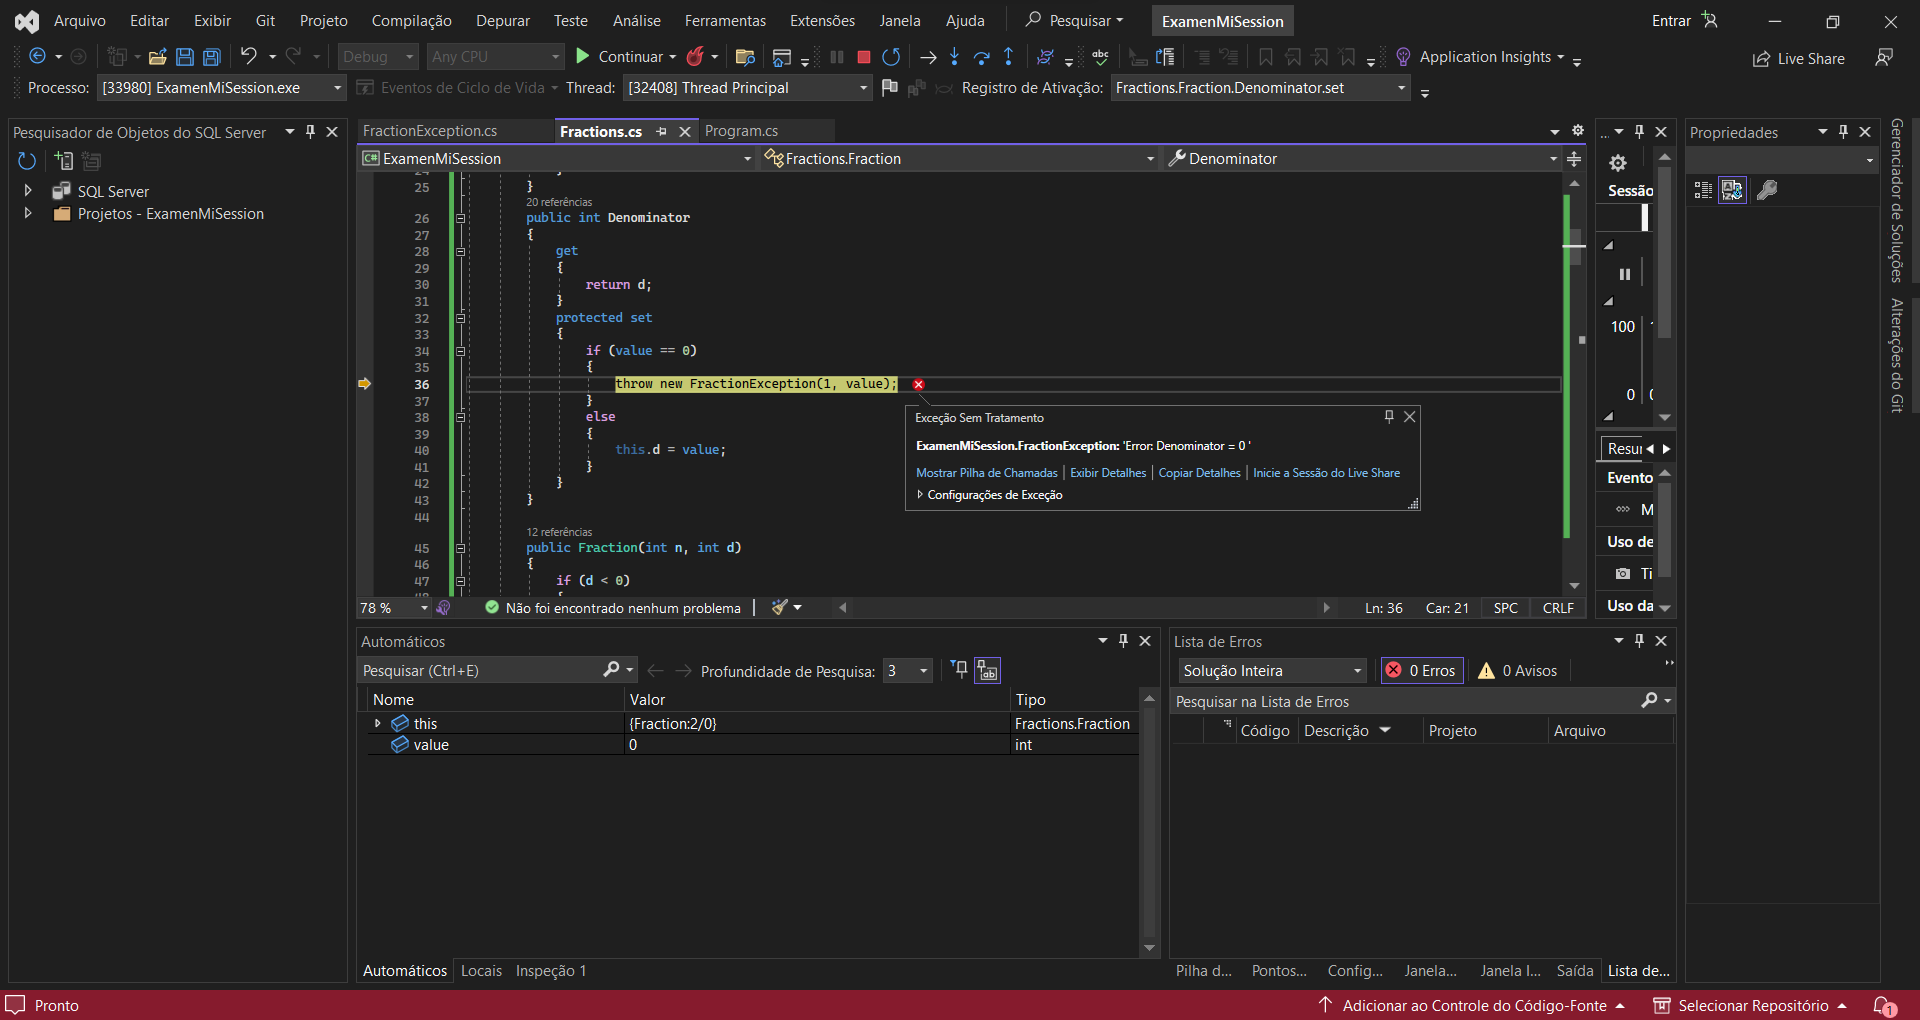 Arquivo Editar Exibir Git Projeto Compilação Depurar Teste Análise Ferramentas Extensões Janela Ajuda Pesquisar ExamenMiSession Entrar
Debug Any CPU Continuar Application Insights Live Share
Processo: [33980] ExamenMiSession.exe Eventos de Ciclo de Vida Thread: [32408] Thread Principal Registro de Ativação: Fractions.Fraction.Denominator.set
Pesquisador de Objetos do SQL Server
SQL Server
Projetos - ExamenMiSession
FractionException.cs Fractions.cs Program.cs
ExamenMiSession Fractions.Fraction Denominator
25 }
20 referências
26 public int Denominator
27 {
28 get
29 {
30 return d;
31 }
32 protected set
33 {
34 if (value == 0)
35 {
36 throw new FractionException(1, value);
37 }
38 else
39 {
40 this.d = value;
41 }
42 }
43 }
44
12 referências
45 public Fraction(int n, int d)
46 {
47 if (d < 0)
Exceção Sem Tratamento
ExamenMiSession.FractionException: 'Error: Denominator = 0 '
Mostrar Pilha de Chamadas | Exibir Detalhes | Copiar Detalhes | Inicie a Sessão do Live Share
Configurações de Exceção
78 % Não foi encontrado nenhum problema Ln: 36 Car: 21 SPC CRLF
...
Sessão
100
0
Resu
Evento
M
Uso de
Ti
Uso da
Propriedades
Gerenciador de Soluções
Alterações do Git
Automáticos
Pesquisar (Ctrl+E) Profundidade de Pesquisa: 3
Nome Valor Tipo
this {Fraction:2/0} Fractions.Fraction
value 0 int
Automáticos Locais Inspeção 1
Lista de Erros
Solução Inteira 0 Erros 0 Avisos
Pesquisar na Lista de Erros
Código Descrição Projeto Arquivo
Pilha d... Pontos... Config... Janela... Janela I... Saída Lista de...
Pronto Adicionar ao Controle do Código-Fonte Selecionar Repositório 1